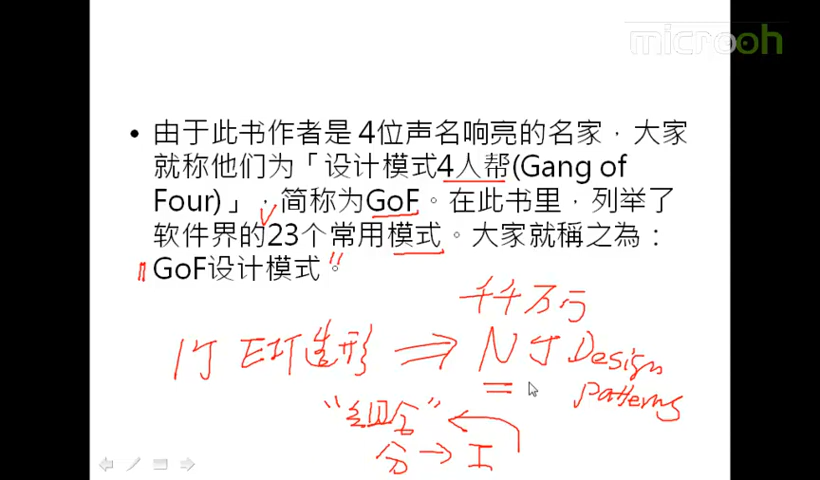 microoh
• 由于此书作者是 4位声名响亮的名家，大家
就称他们为「设计模式4人帮(Gang of
Four)」，简称为GoF。在此书里，列举了
软件界的23个常用模式。大家就稱之為：
"GoF设计模式"。
千千万万
1个 EIT造形 ⇒ N个 Design
patterns
"组合" ←
分 → 工